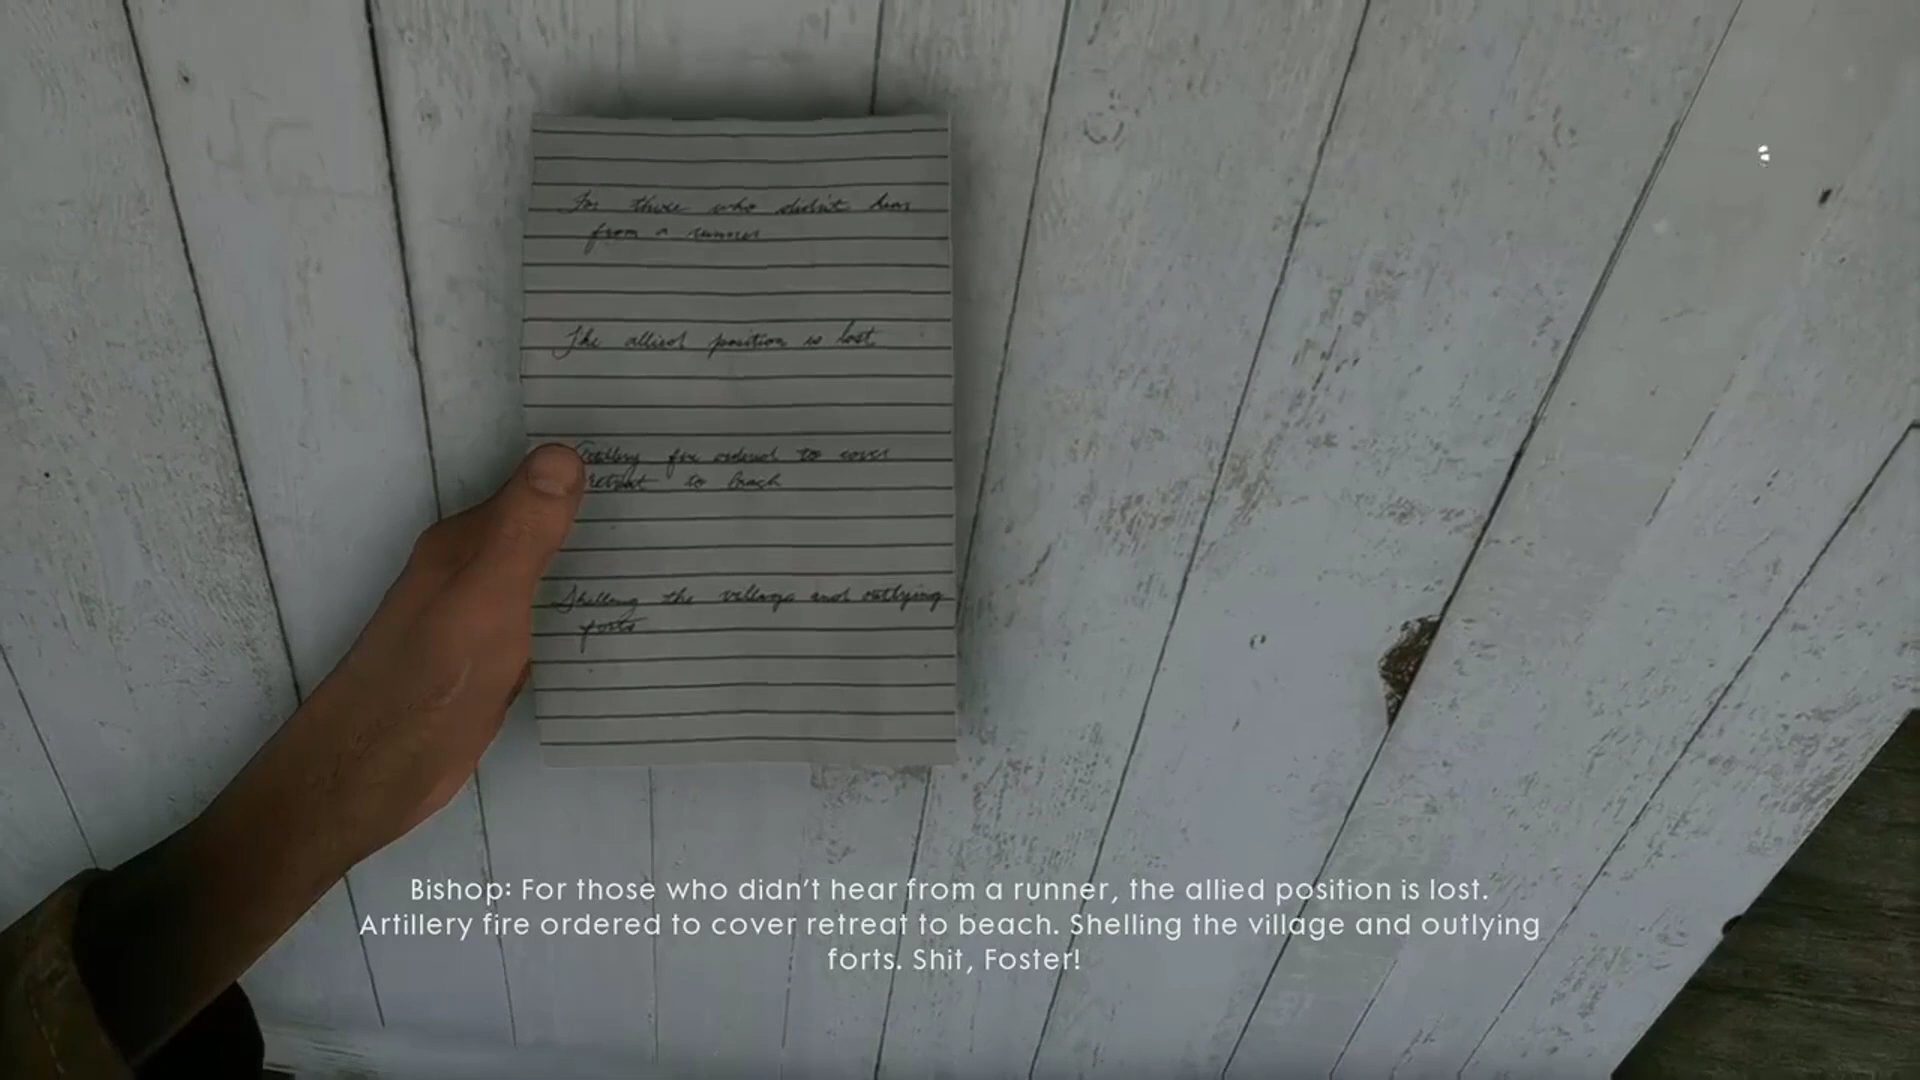 For those who didn't hear
from a runner
The allied position is lost
Artillery fire ordered to cover
retreat to beach
Shelling the village and outlying
forts
Bishop: For those who didn't hear from a runner, the allied position is lost.
Artillery fire ordered to cover retreat to beach. Shelling the village and outlying
forts. Shit, Foster!